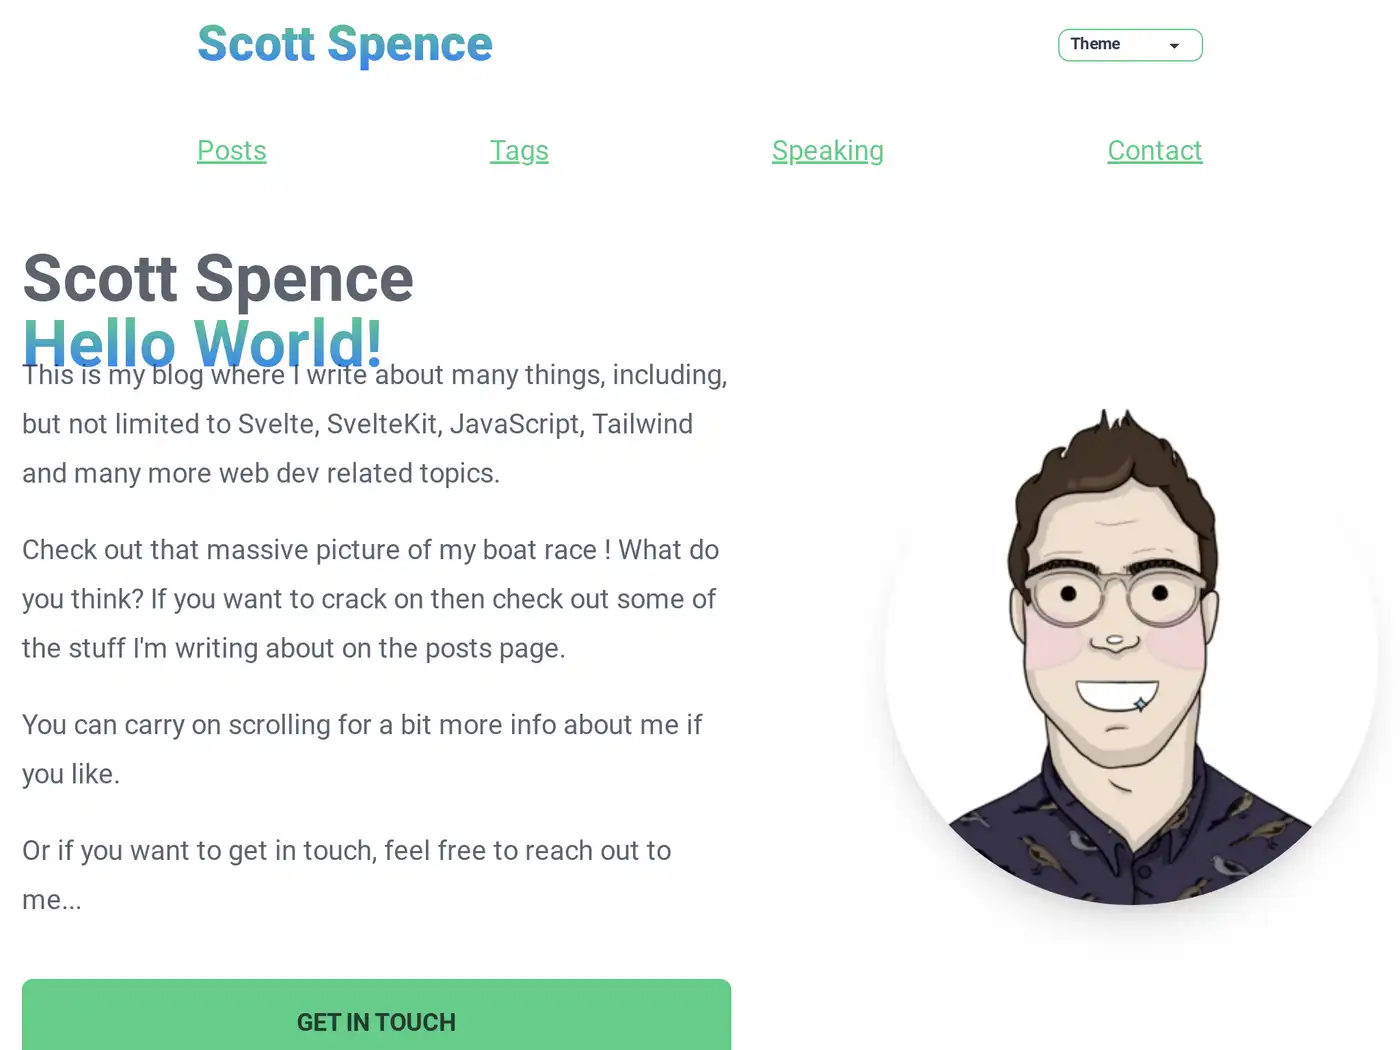 Scott Spence
Theme
Posts
Tags
Speaking
Contact
Scott Spence
Hello World!
This is my blog where I write about many things, including,
but not limited to Svelte, SvelteKit, JavaScript, Tailwind
and many more web dev related topics.
Check out that massive picture of my boat race ! What do
you think? If you want to crack on then check out some of
the stuff I'm writing about on the posts page.
You can carry on scrolling for a bit more info about me if
you like.
Or if you want to get in touch, feel free to reach out to
me...
GET IN TOUCH